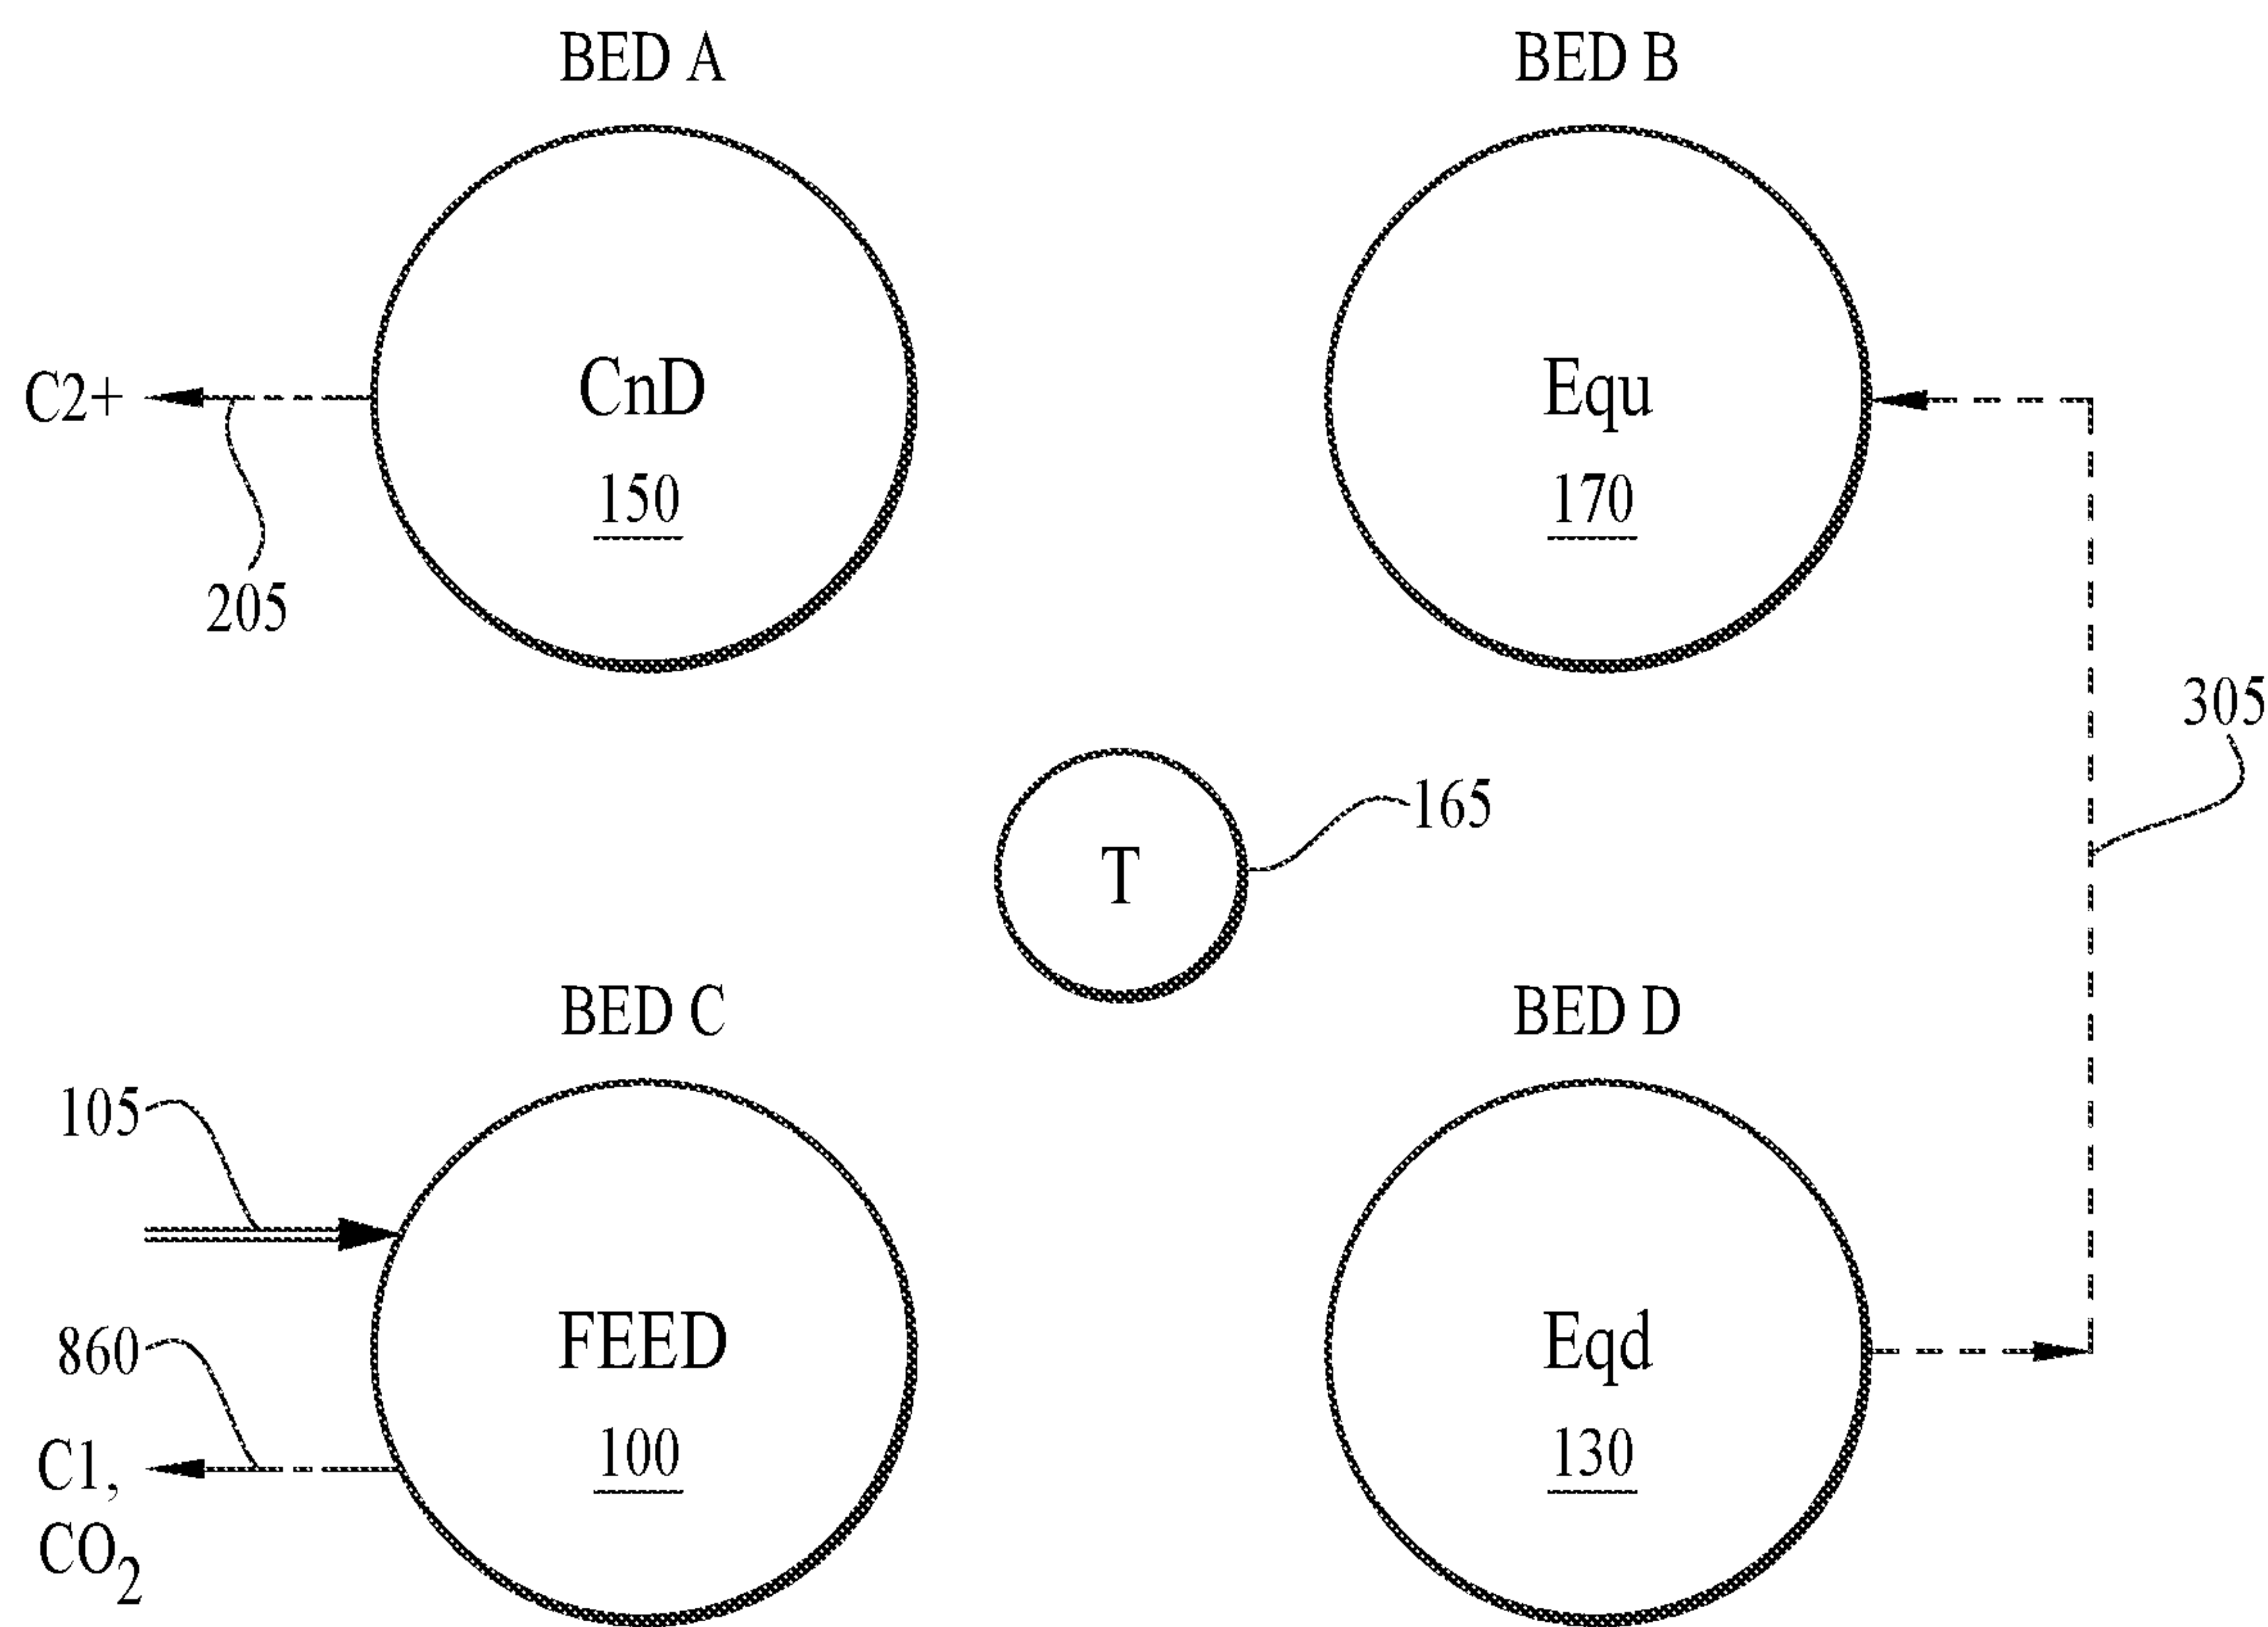 BED A
BED B
C2+
CnD
150
205
Equ
170
305
T
165
BED C
BED D
105
FEED
100
860
C1,
CO₂
Eqd
130